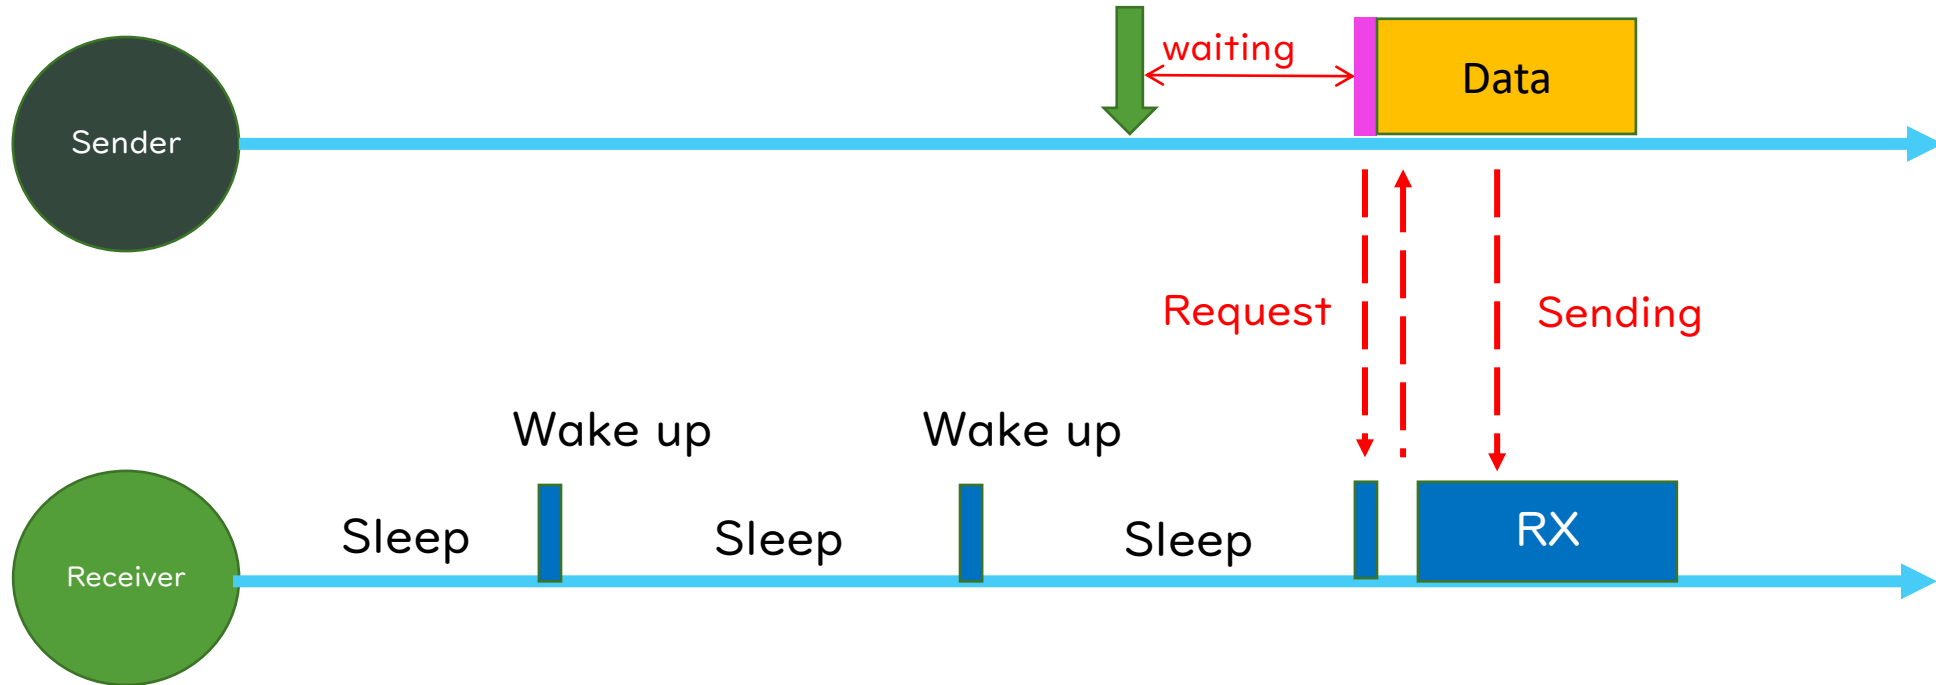 waiting
Data
Sender
Request
Sending
Wake up
Wake up
Sleep
Sleep
Sleep
RX
Receiver